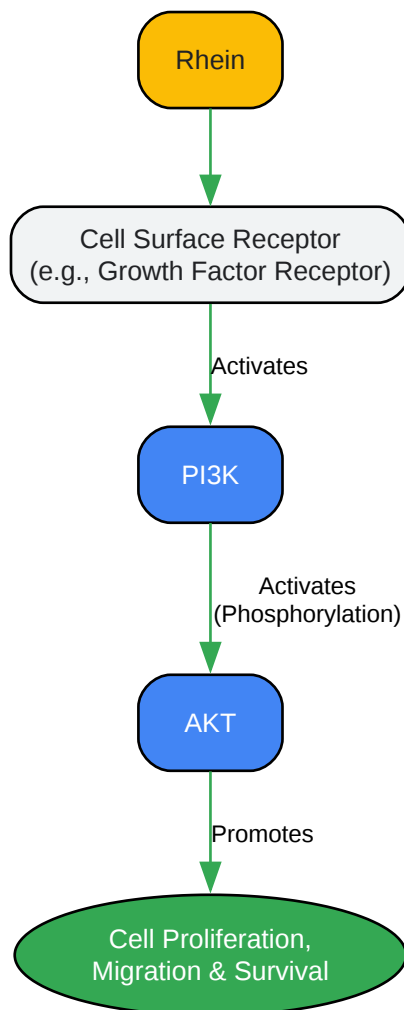 Rhein
Cell Surface Receptor
(e.g., Growth Factor Receptor)
Activates
PI3K
Activates
(Phosphorylation)
AKT
Promotes
Cell Proliferation,
Migration & Survival